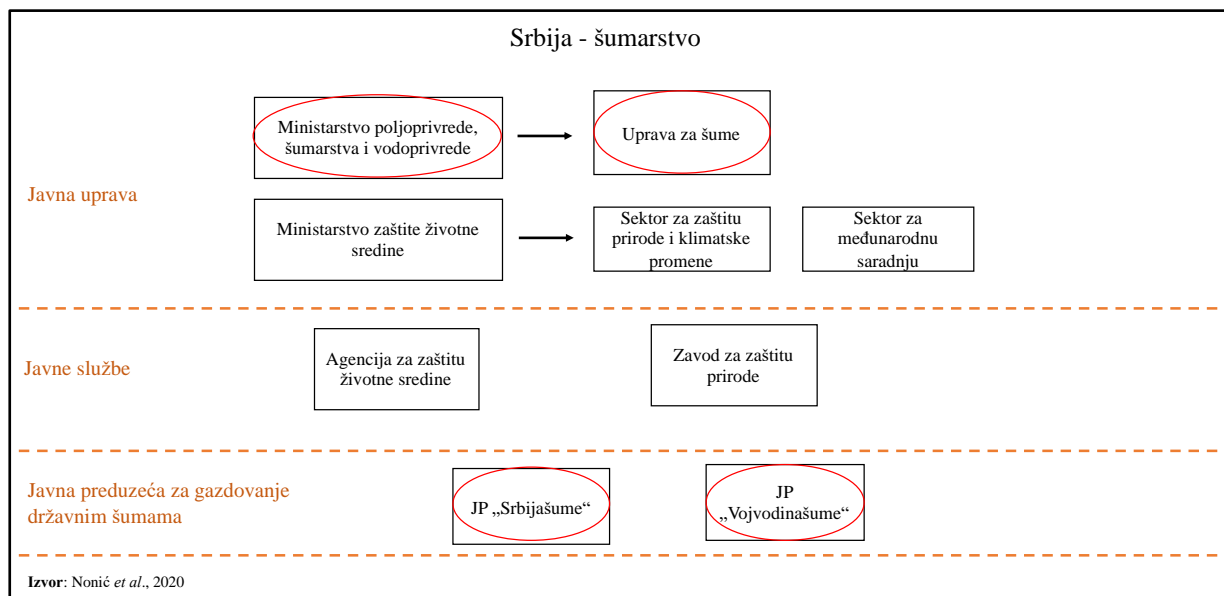 Srbija - šumarstvo
Javna uprava
Ministarstvo poljoprivrede,
šumarstva i vodoprivrede
Uprava za šume
Ministarstvo zaštite životne
sredine
Sektor za zaštitu
prirode i klimatske
promene
Sektor za
međunarodnu
saradnju
Javne službe
Agencija za zaštitu
životne sredine
Zavod za zaštitu
prirode
Javna preduzeća za gazdovanje
državnim šumama
JP „Srbijašume“
JP
„Vojvodinašume“
Izvor: Nonić et al., 2020